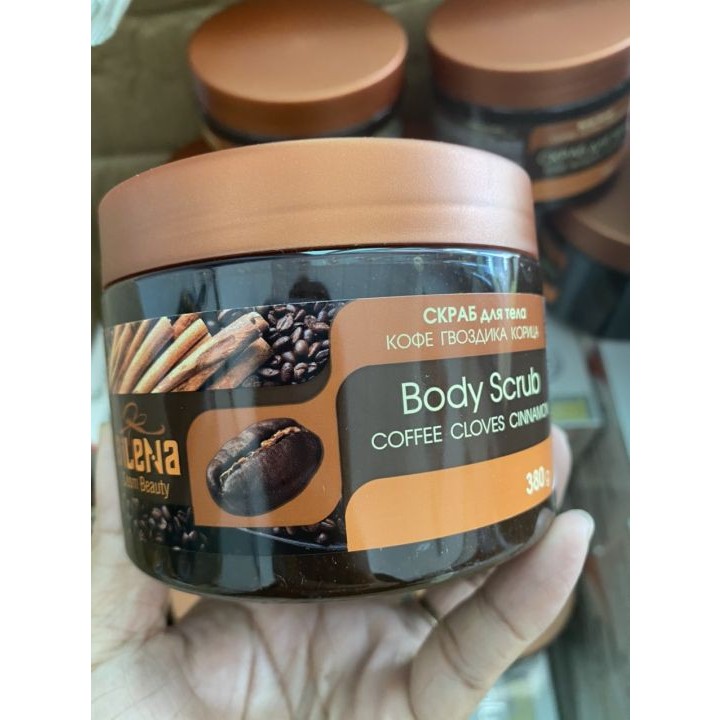 СКРАБ для тела
КОФЕ ГВОЗДИКА КОРИЦА
Body Scrub
COFFEE CLOVES CINNAMON
380 g
Beauty